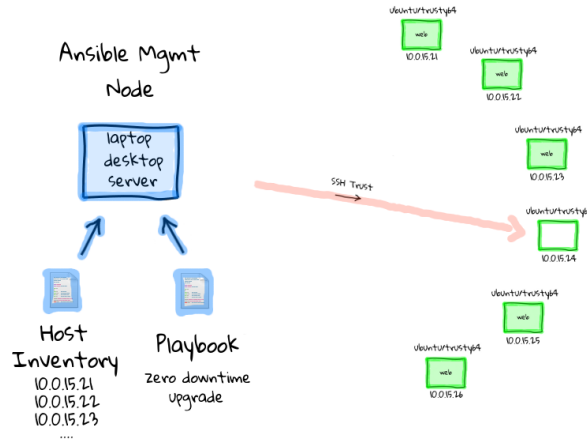 Ansible Mgmt
Node
laptop
desktop
server
Host
Inventory
10.0.15.21
10.0.15.22
10.0.15.23
....
Playbook
zero downtime
upgrade
SSH Trust
ubuntu/trusty64
web
10.0.15.21
ubuntu/trusty64
web
10.0.15.22
ubuntu/trusty64
web
10.0.15.23
ubuntu/trusty64
10.0.15.24
ubuntu/trusty64
web
10.0.15.25
ubuntu/trusty64
web
10.0.15.26